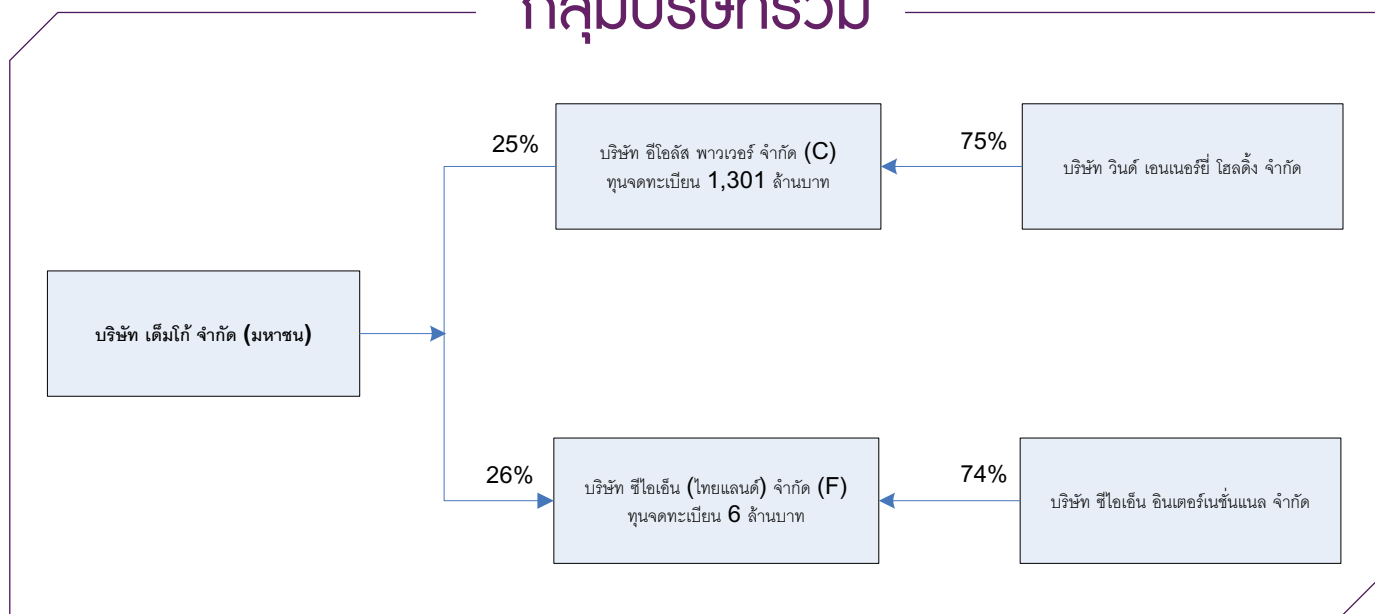 กลุ่มบริษัทร่วม
25%
บริษัท อีโอลัส พาวเวอร์ จำกัด (C)
ทุนจดทะเบียน 1,301 ล้านบาท
75%
บริษัท วินด์ เอนเนอร์ยี่ โฮลดิ้ง จำกัด
บริษัท เด็มโก้ จำกัด (มหาชน)
26%
บริษัท ซีไอเอ็น (ไทยแลนด์) จำกัด (F)
ทุนจดทะเบียน 6 ล้านบาท
74%
บริษัท ซีไอเอ็น อินเตอร์เนชั่นแนล จำกัด